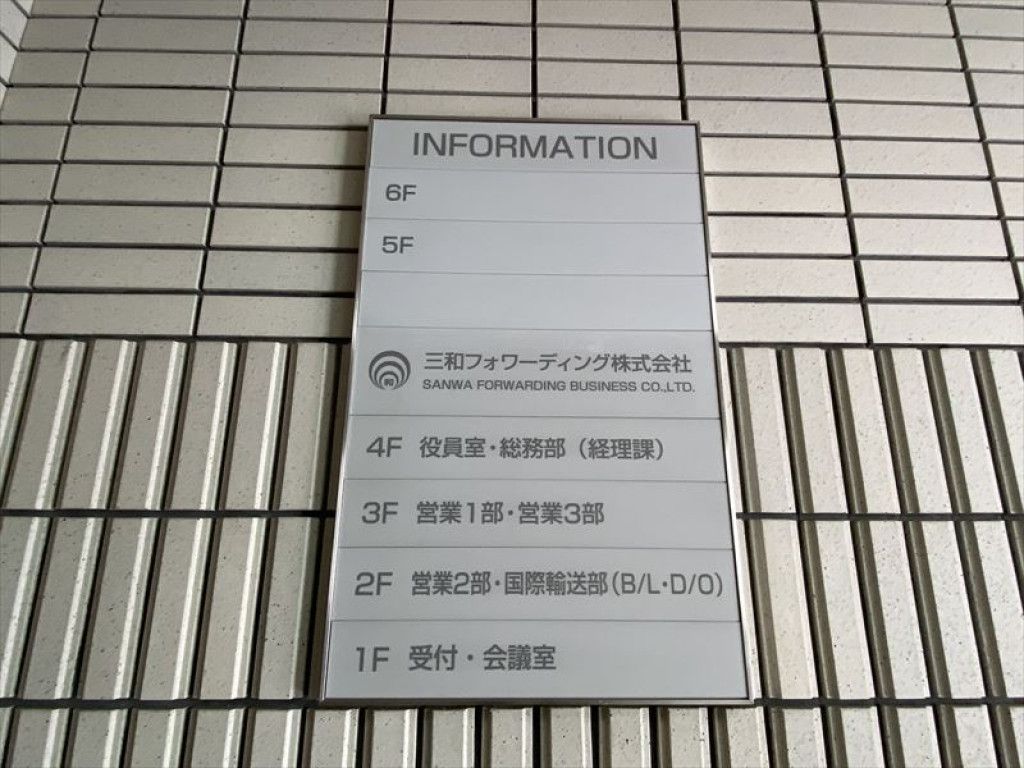 INFORMATION
6F
5F
三和フォワーディング株式会社
SANWA FORWARDING BUSINESS CO.,LTD.
4F 役員室・総務部（経理課）
3F 営業1部・営業3部
2F 営業2部・国際輸送部(B/L・D/O)
1F 受付・会議室